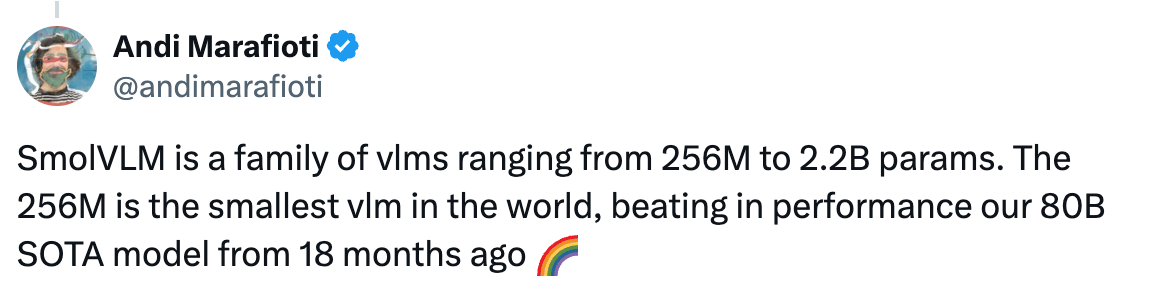 Andi Marafioti
@andimarafioti
SmolVLM is a family of vlms ranging from 256M to 2.2B params. The
256M is the smallest vlm in the world, beating in performance our 80B
SOTA model from 18 months ago 🌈